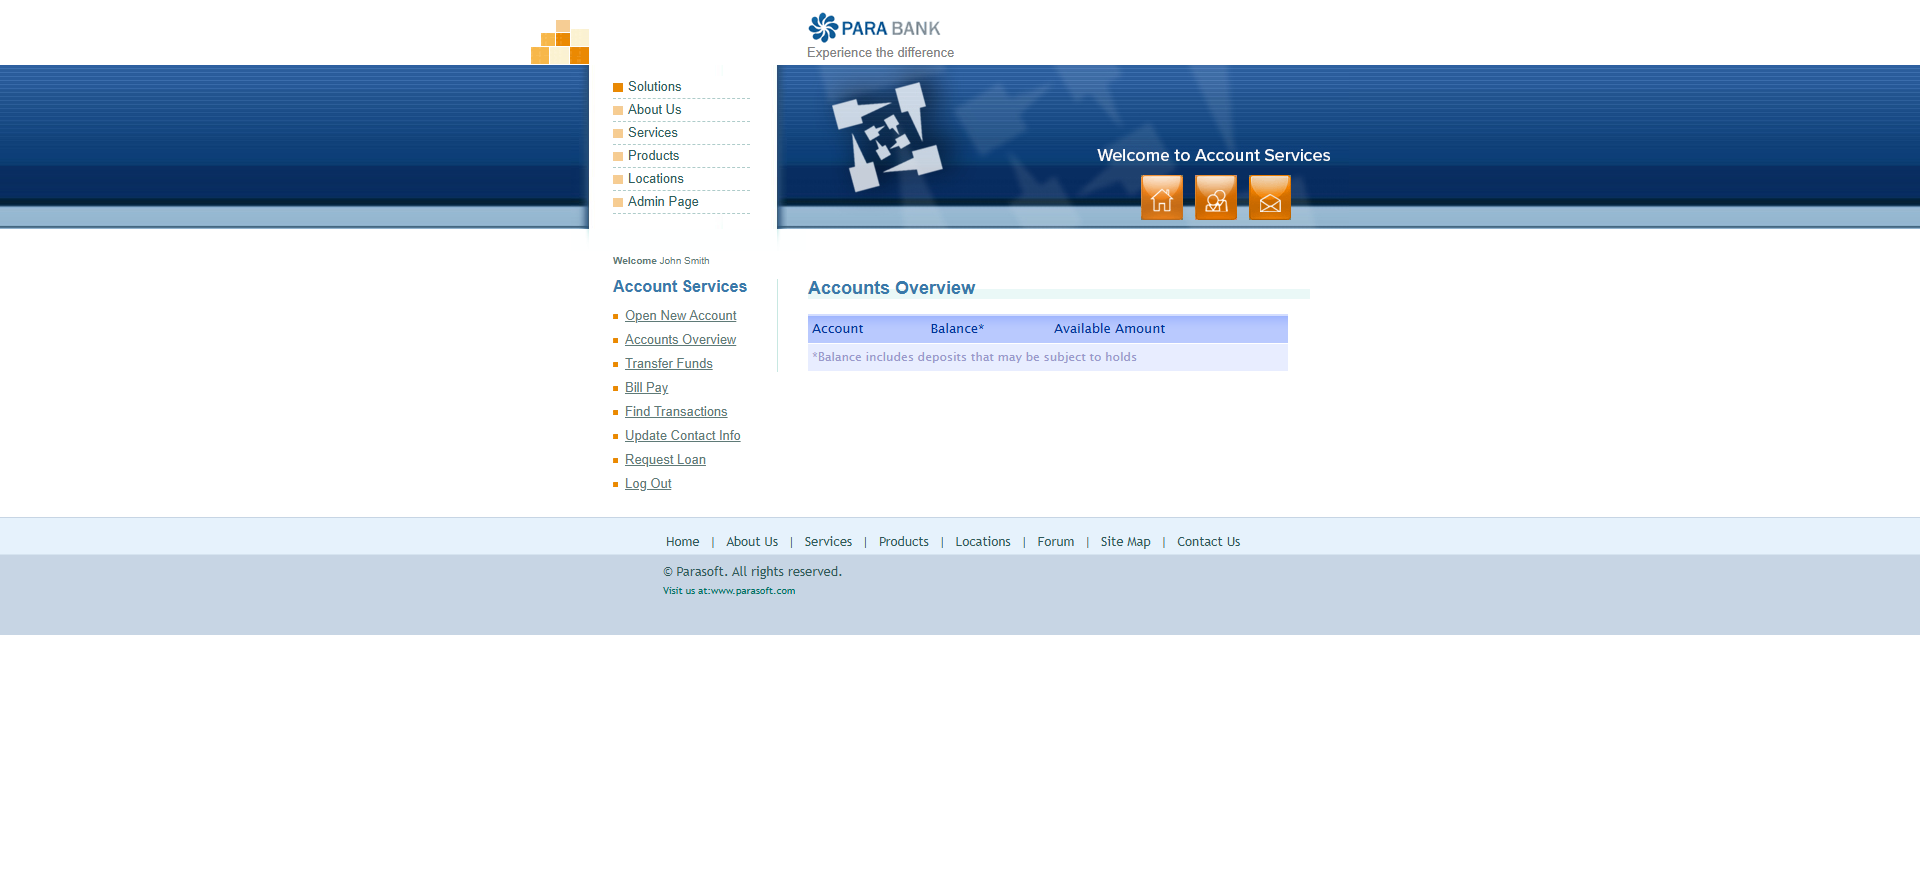 PARA BANK
Experience the difference
Solutions
About Us
Services
Products
Locations
Admin Page
Welcome to Account Services
Welcome John Smith
Account Services
Open New Account
Accounts Overview
Transfer Funds
Bill Pay
Find Transactions
Update Contact Info
Request Loan
Log Out
Accounts Overview
Account Balance* Available Amount
*Balance includes deposits that may be subject to holds
Home | About Us | Services | Products | Locations | Forum | Site Map | Contact Us
© Parasoft. All rights reserved.
Visit us at:www.parasoft.com